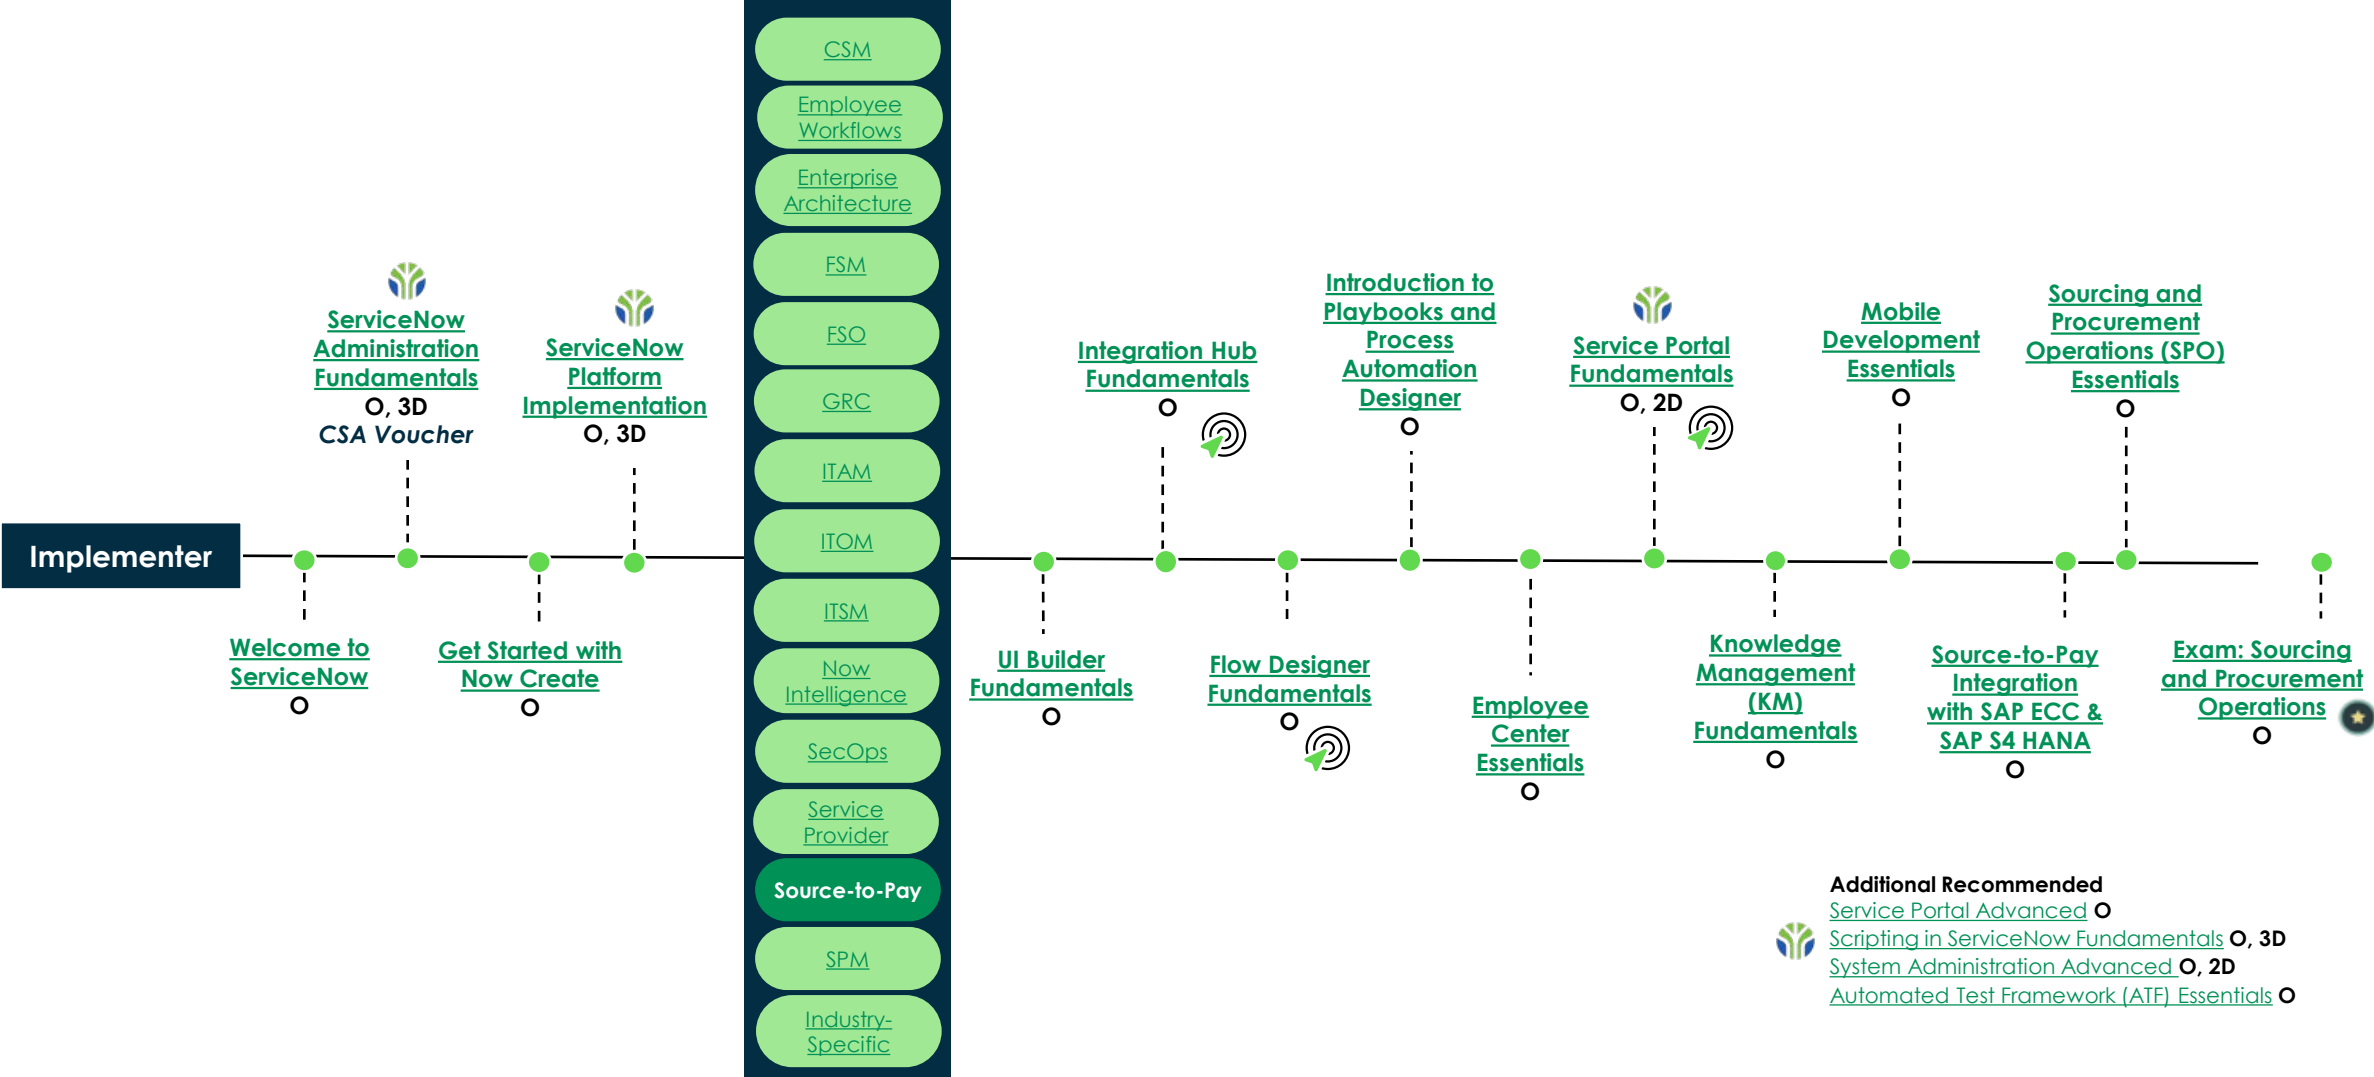 Implementer
Welcome to
ServiceNow
O
ServiceNow
Administration
Fundamentals
O, 3D
CSA Voucher
Get Started with
Now Create
O
ServiceNow
Platform
Implementation
O, 3D
CSM
Employee
Workflows
Enterprise
Architecture
FSM
FSO
GRC
ITAM
ITOM
ITSM
Now
Intelligence
SecOps
Service
Provider
Source-to-Pay
SPM
Industry-
Specific
UI Builder
Fundamentals
O
Integration Hub
Fundamentals
O
Flow Designer
Fundamentals
O
Introduction to
Playbooks and
Process
Automation
Designer
O
Employee
Center
Essentials
O
Service Portal
Fundamentals
O, 2D
Knowledge
Management
(KM)
Fundamentals
O
Mobile
Development
Essentials
O
Source-to-Pay
Integration
with SAP ECC &
SAP S4 HANA
O
Sourcing and
Procurement
Operations (SPO)
Essentials
O
Exam: Sourcing
and Procurement
Operations
O
Additional Recommended
Service Portal Advanced O
Scripting in ServiceNow Fundamentals O, 3D
System Administration Advanced O, 2D
Automated Test Framework (ATF) Essentials O